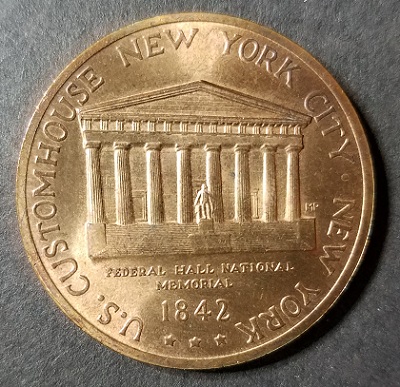 U.S. CUSTOMHOUSE NEW YORK CITY · NEW YORK
FEDERAL HALL NATIONAL
MEMORIAL
1842